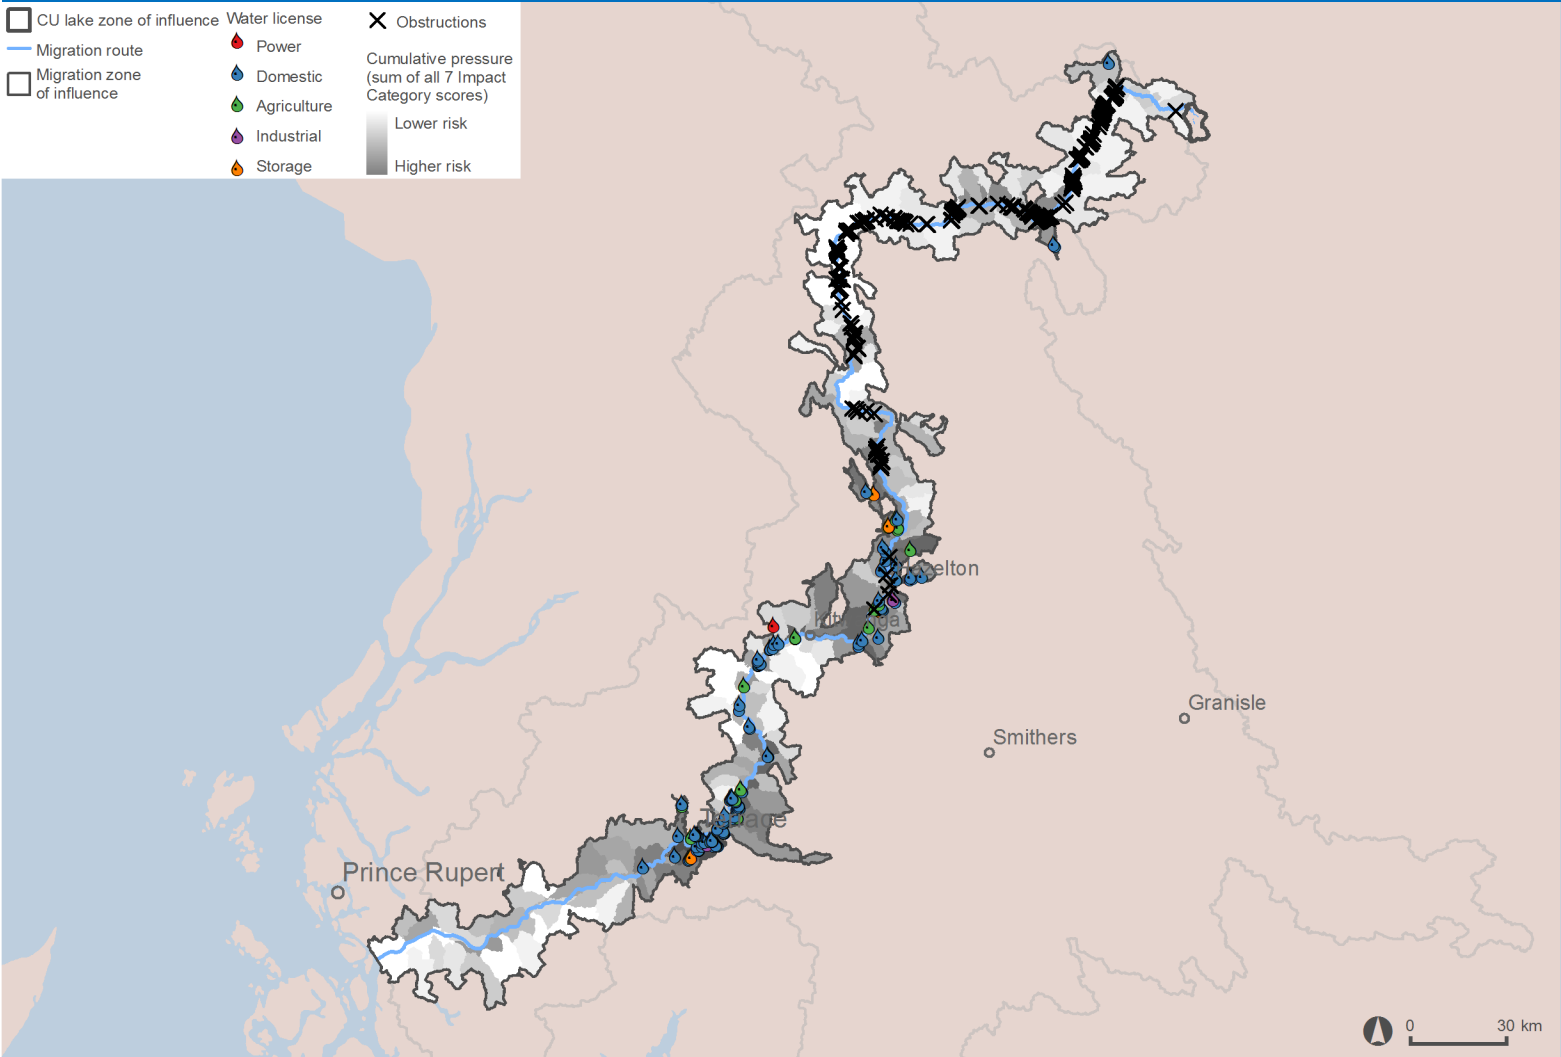 CU lake zone of influence
Migration route
Migration zone
of influence
Water license
Power
Domestic
Agriculture
Industrial
Storage
Obstructions
Cumulative pressure
(sum of all 7 Impact
Category scores)
Lower risk
Higher risk
Granisle
Smithers
Prince Rupert
0 30 km